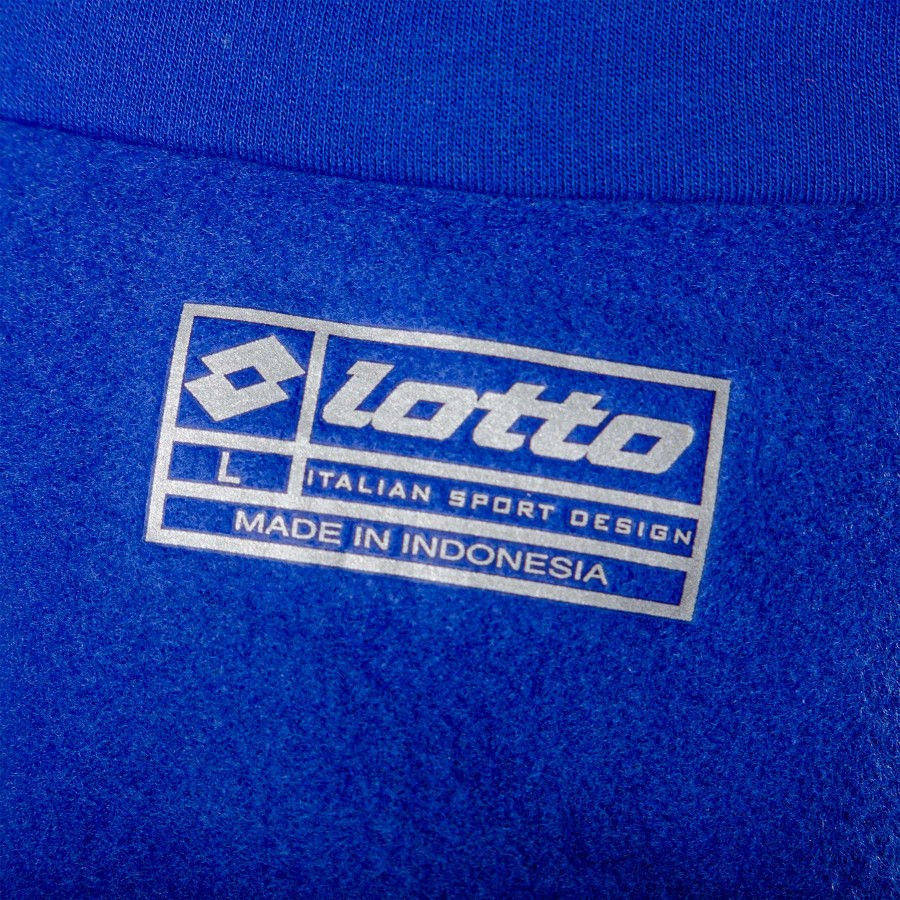 lotto
L
ITALIAN SPORT DESIGN
MADE IN INDONESIA